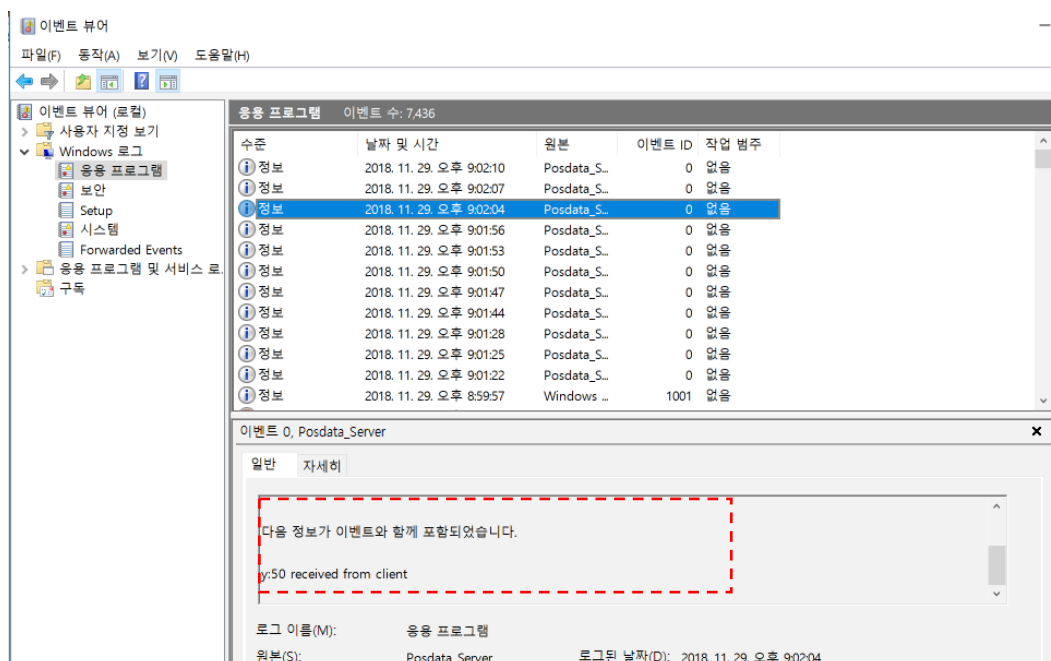 이벤트 뷰어
파일(F) 동작(A) 보기(V) 도움말(H)
이벤트 뷰어 (로컬)
사용자 지정 보기
Windows 로그
응용 프로그램
보안
Setup
시스템
Forwarded Events
응용 프로그램 및 서비스 로.
구독
응용 프로그램 이벤트 수: 7,436
수준 날짜 및 시간 원본 이벤트 ID 작업 범주
정보 2018. 11. 29. 오후 9:02:10 Posdata_S... 0 없음
정보 2018. 11. 29. 오후 9:02:07 Posdata_S... 0 없음
정보 2018. 11. 29. 오후 9:02:04 Posdata_S... 0 없음
정보 2018. 11. 29. 오후 9:01:56 Posdata_S... 0 없음
정보 2018. 11. 29. 오후 9:01:53 Posdata_S... 0 없음
정보 2018. 11. 29. 오후 9:01:50 Posdata_S... 0 없음
정보 2018. 11. 29. 오후 9:01:47 Posdata_S... 0 없음
정보 2018. 11. 29. 오후 9:01:44 Posdata_S... 0 없음
정보 2018. 11. 29. 오후 9:01:28 Posdata_S... 0 없음
정보 2018. 11. 29. 오후 9:01:25 Posdata_S... 0 없음
정보 2018. 11. 29. 오후 9:01:22 Posdata_S... 0 없음
정보 2018. 11. 29. 오후 8:59:57 Windows ... 1001 없음
이벤트 0, Posdata_Server
일반 자세히
다음 정보가 이벤트와 함께 포함되었습니다.
y:50 received from client
로그 이름(M): 응용 프로그램
원본(S): Posdata_Server 로그된 날짜(D): 2018. 11. 29. 오후 9:02:04